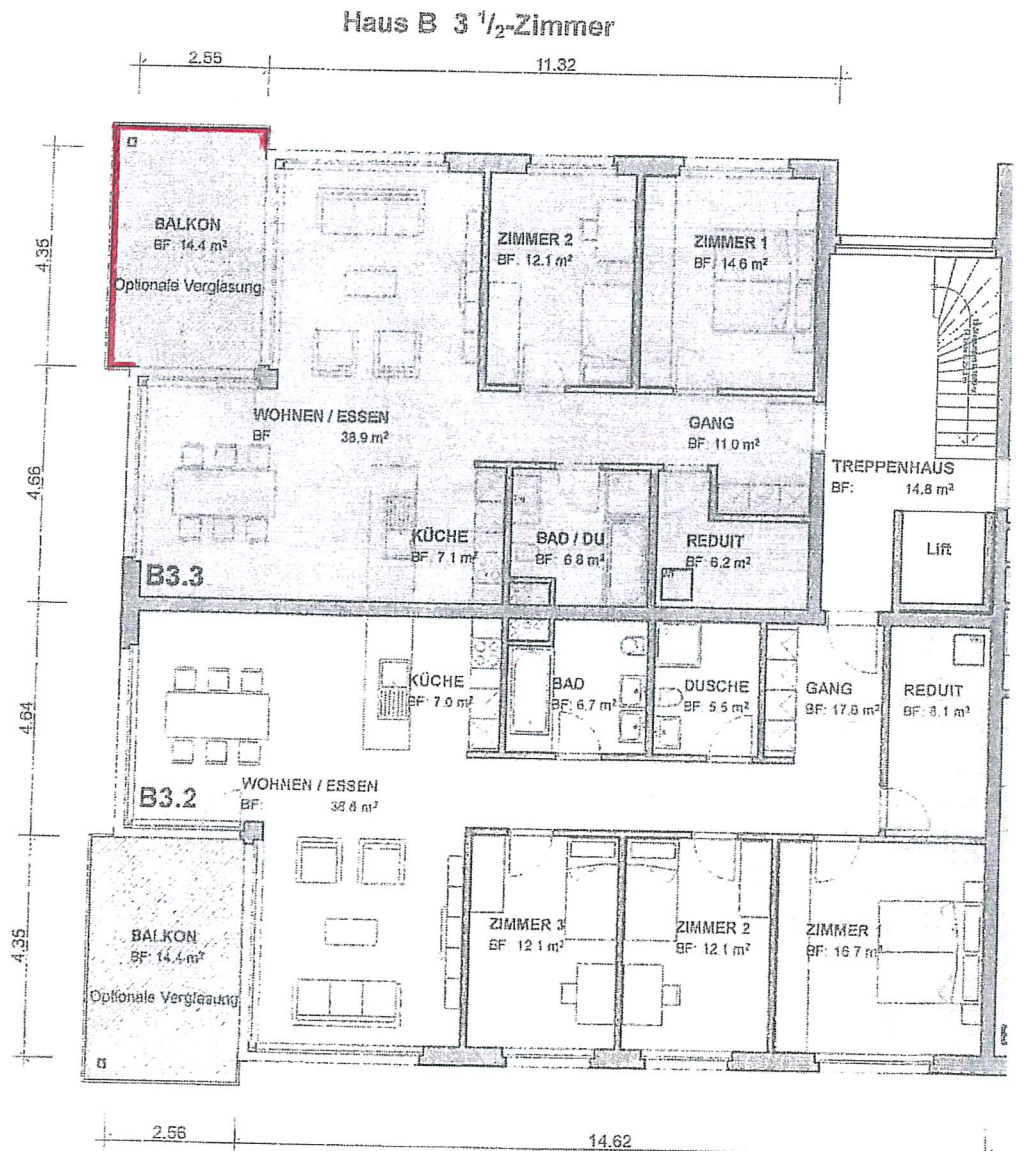 Haus B 3 1/2-Zimmer
2.55
11.32
4.35
BALKON
BF: 14.4 m²
Optionale Verglasung
ZIMMER 2
BF: 12.1 m²
ZIMMER 1
BF: 14.6 m²
WOHNEN / ESSEN
BF 38,9 m²
GANG
BF: 11.0 m²
TREPPENHAUS
BF: 14,8 m²
4.66
KÜCHE
BF: 7.1 m²
BAD / DU
BF: 6.8 m²
REDUIT
BF: 6.2 m²
Lift
B3.3
4.64
KÜCHE
BF: 7.0 m²
BAD
BF: 6,7 m²
DUSCHE
BF: 5.5 m²
GANG
BF: 17.8 m²
REDUIT
BF: 8.1 m²
WOHNEN / ESSEN
BF: 38.8 m²
B3.2
4.35
BALKON
BF: 14.4 m²
Optionale Verglasung
ZIMMER 3
BF: 12.1 m²
ZIMMER 2
BF: 12.1 m²
ZIMMER 1
BF: 16.7 m²
2.56
14.62